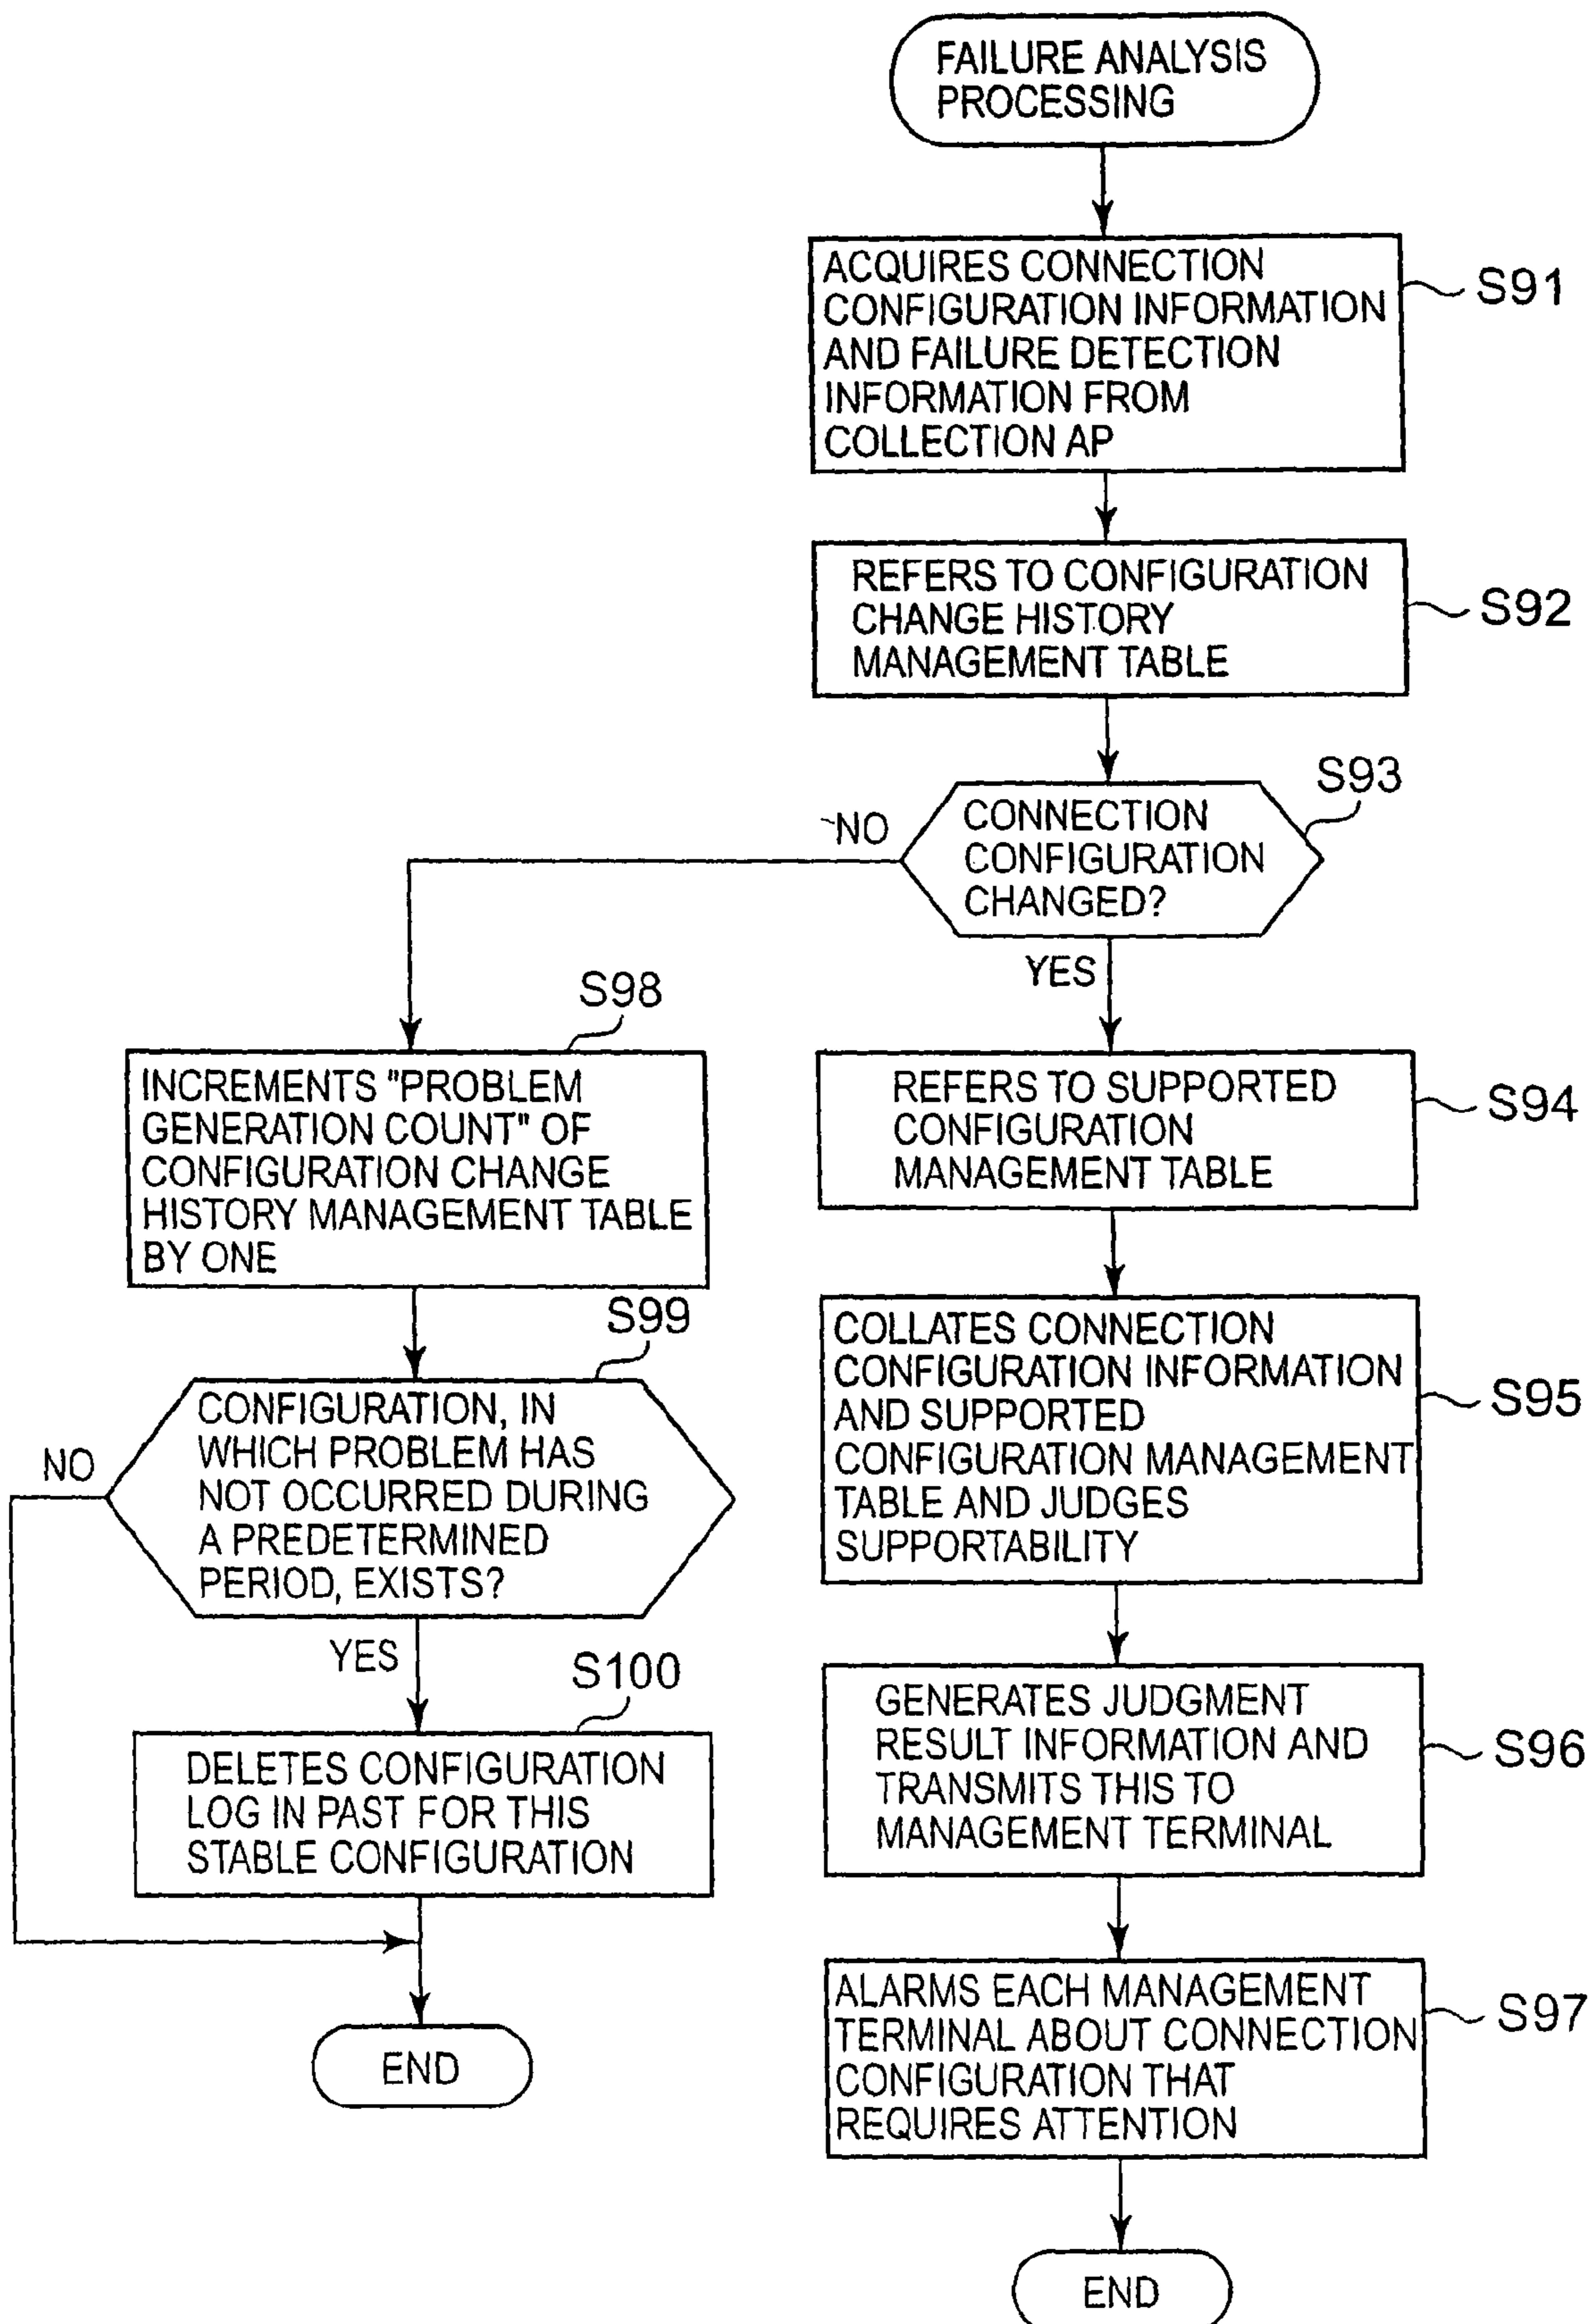 FAILURE ANALYSIS
PROCESSING
ACQUIRES CONNECTION
CONFIGURATION INFORMATION
AND FAILURE DETECTION
INFORMATION FROM
COLLECTION AP
S91
REFERS TO CONFIGURATION
CHANGE HISTORY
MANAGEMENT TABLE
S92
S93
CONNECTION
CONFIGURATION
CHANGED?
NO
YES
S98
INCREMENTS "PROBLEM
GENERATION COUNT" OF
CONFIGURATION CHANGE
HISTORY MANAGEMENT TABLE
BY ONE
REFERS TO SUPPORTED
CONFIGURATION
MANAGEMENT TABLE
S94
S99
CONFIGURATION, IN
WHICH PROBLEM HAS
NOT OCCURRED DURING
A PREDETERMINED
PERIOD, EXISTS?
NO
YES
COLLATES CONNECTION
CONFIGURATION INFORMATION
AND SUPPORTED
CONFIGURATION MANAGEMENT
TABLE AND JUDGES
SUPPORTABILITY
S95
S100
DELETES CONFIGURATION
LOG IN PAST FOR THIS
STABLE CONFIGURATION
GENERATES JUDGMENT
RESULT INFORMATION AND
TRANSMITS THIS TO
MANAGEMENT TERMINAL
S96
END
ALARMS EACH MANAGEMENT
TERMINAL ABOUT CONNECTION
CONFIGURATION THAT
REQUIRES ATTENTION
S97
END